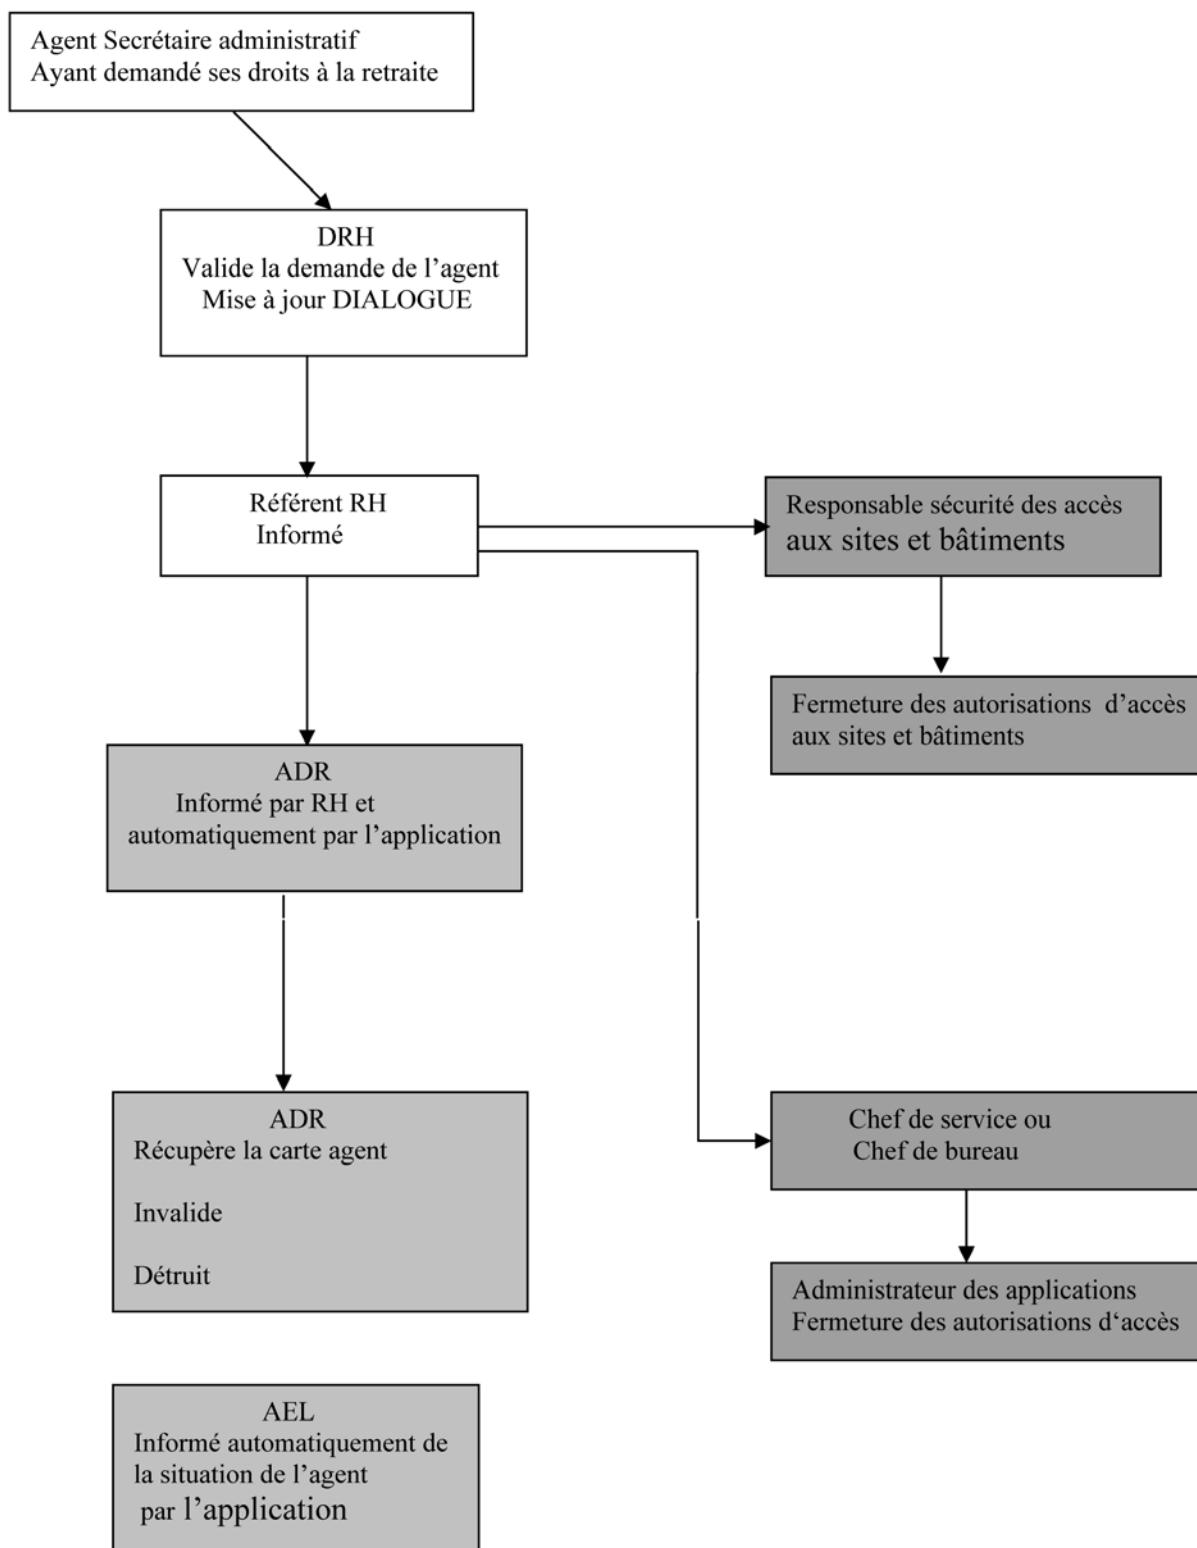 Agent Secrétaire administratif
Ayant demandé ses droits à la retraite
DRH
Valide la demande de l’agent
Mise à jour DIALOGUE
Référent RH
Informé
Responsable sécurité des accès
aux sites et bâtiments
Fermeture des autorisations d’accès
aux sites et bâtiments
ADR
Informé par RH et
automatiquement par l’application
ADR
Récupère la carte agent
Invalide
Détruit
Chef de service ou
Chef de bureau
Administrateur des applications
Fermeture des autorisations d‘accès
AEL
Informé automatiquement de
la situation de l’agent
par l’application